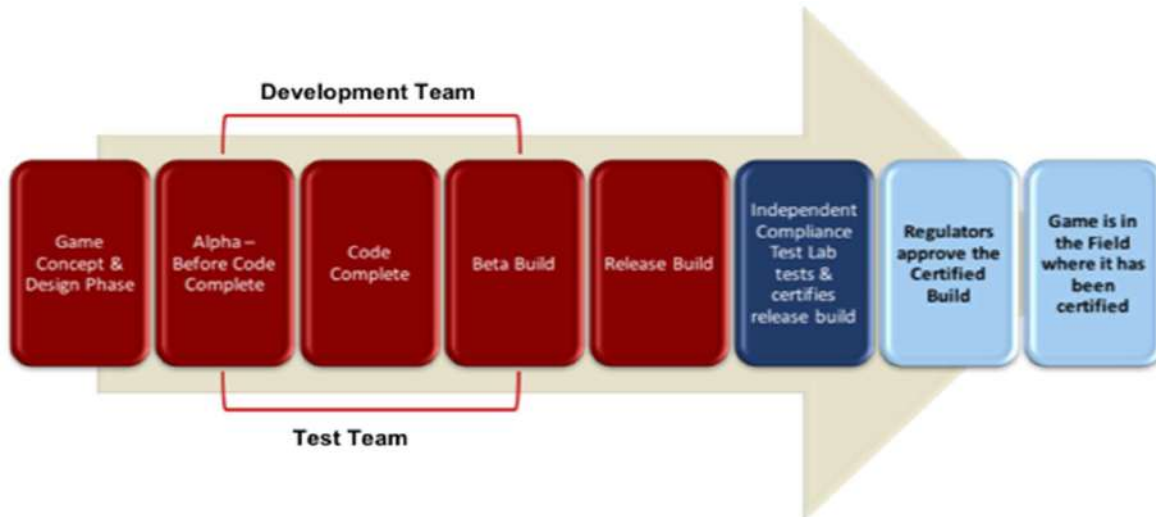 Development Team
Game
Concept &
Design Phase
Alpha –
Before Code
Complete
Code
Complete
Beta Build
Release Build
Independent
Compliance
Test Lab
tests &
certifies
release build
Regulators
approve the
Certified
Build
Game is in
the Field
where it has
been
certified
Test Team